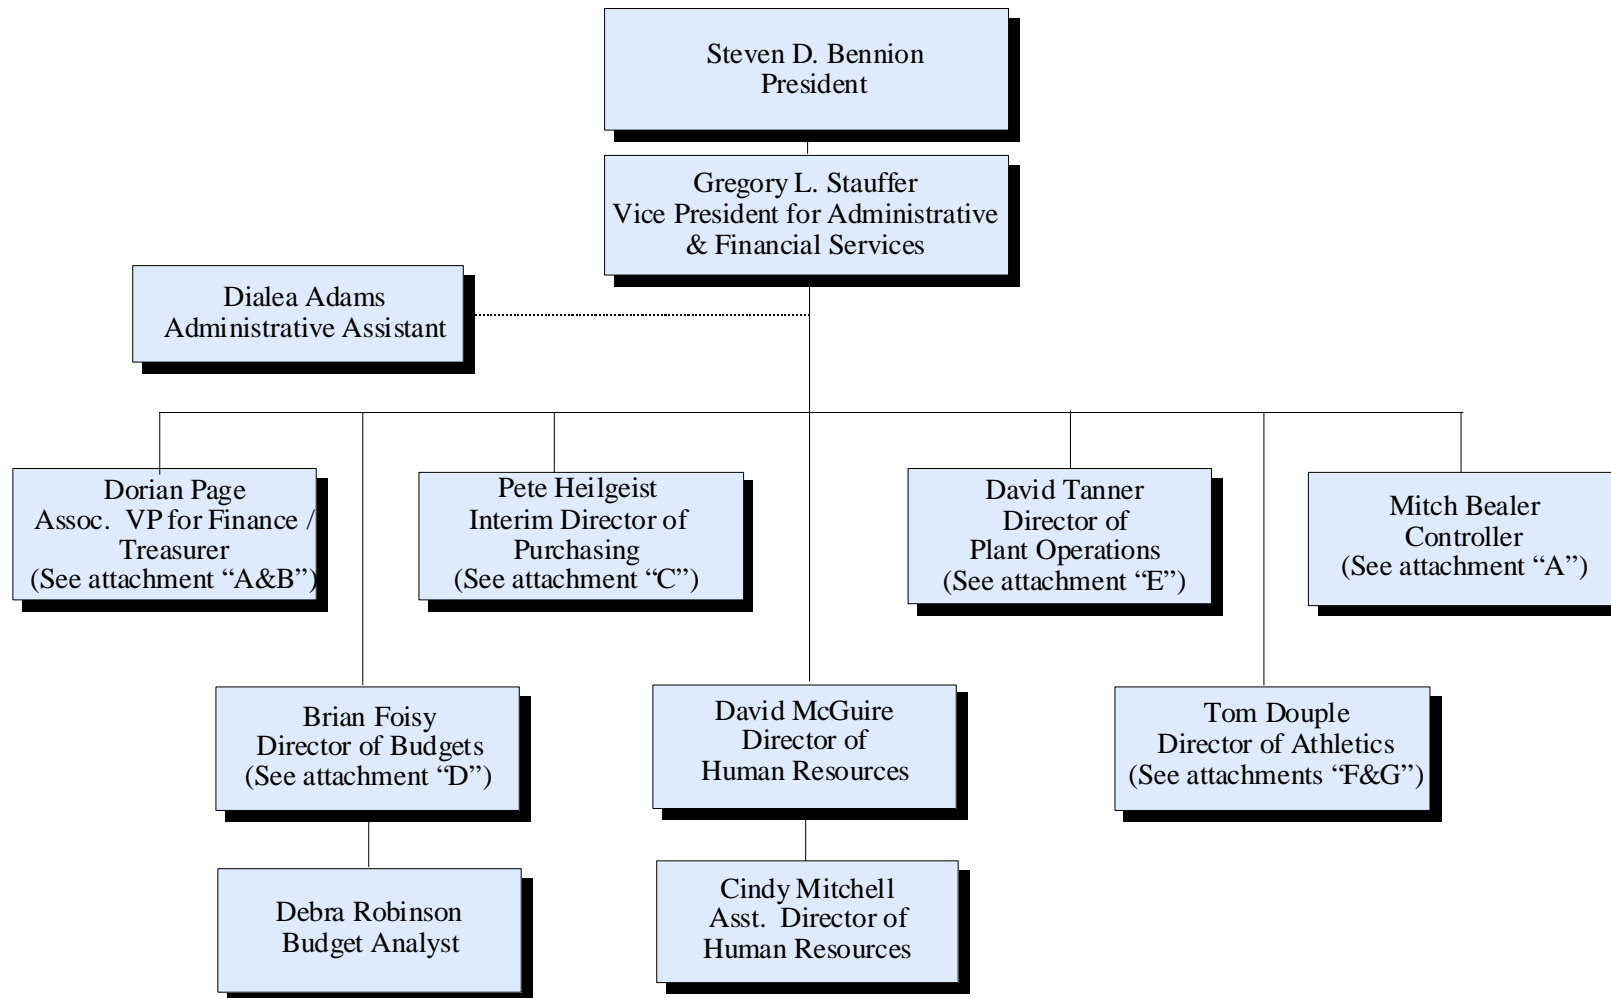 Steven D. Bennion
President
Gregory L. Stauffer
Vice President for Administrative
& Financial Services
Dialea Adams
Administrative Assistant
Dorian Page
Assoc. VP for Finance /
Treasurer
(See attachment “A&B”)
Pete Heilgeist
Interim Director of
Purchasing
(See attachment “C”)
David Tanner
Director of
Plant Operations
(See attachment “E”)
Mitch Bealer
Controller
(See attachment “A”)
Brian Foisy
Director of Budgets
(See attachment “D”)
David McGuire
Director of
Human Resources
Tom Douple
Director of Athletics
(See attachments “F&G”)
Debra Robinson
Budget Analyst
Cindy Mitchell
Asst. Director of
Human Resources